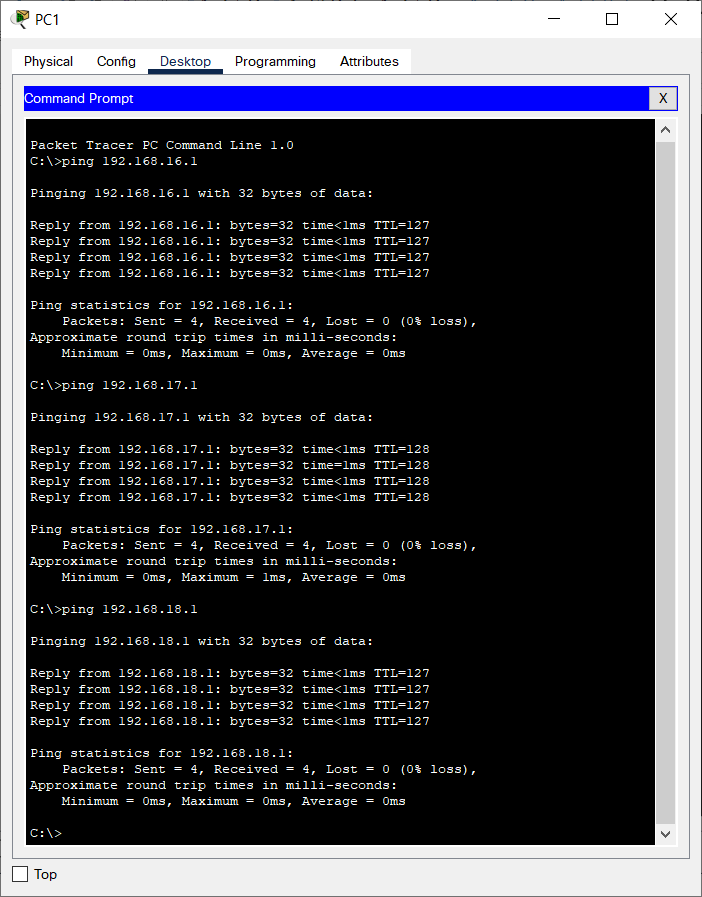 PC1
Physical Config Desktop Programming Attributes
Command Prompt X
Packet Tracer PC Command Line 1.0
C:\>ping 192.168.16.1
Pinging 192.168.16.1 with 32 bytes of data:
Reply from 192.168.16.1: bytes=32 time<1ms TTL=127
Reply from 192.168.16.1: bytes=32 time<1ms TTL=127
Reply from 192.168.16.1: bytes=32 time<1ms TTL=127
Reply from 192.168.16.1: bytes=32 time<1ms TTL=127
Ping statistics for 192.168.16.1:
Packets: Sent = 4, Received = 4, Lost = 0 (0% loss),
Approximate round trip times in milli-seconds:
Minimum = 0ms, Maximum = 0ms, Average = 0ms
C:\>ping 192.168.17.1
Pinging 192.168.17.1 with 32 bytes of data:
Reply from 192.168.17.1: bytes=32 time<1ms TTL=128
Reply from 192.168.17.1: bytes=32 time=1ms TTL=128
Reply from 192.168.17.1: bytes=32 time<1ms TTL=128
Reply from 192.168.17.1: bytes=32 time<1ms TTL=128
Ping statistics for 192.168.17.1:
Packets: Sent = 4, Received = 4, Lost = 0 (0% loss),
Approximate round trip times in milli-seconds:
Minimum = 0ms, Maximum = 1ms, Average = 0ms
C:\>ping 192.168.18.1
Pinging 192.168.18.1 with 32 bytes of data:
Reply from 192.168.18.1: bytes=32 time<1ms TTL=127
Reply from 192.168.18.1: bytes=32 time<1ms TTL=127
Reply from 192.168.18.1: bytes=32 time<1ms TTL=127
Reply from 192.168.18.1: bytes=32 time<1ms TTL=127
Ping statistics for 192.168.18.1:
Packets: Sent = 4, Received = 4, Lost = 0 (0% loss),
Approximate round trip times in milli-seconds:
Minimum = 0ms, Maximum = 0ms, Average = 0ms
C:\>
Top